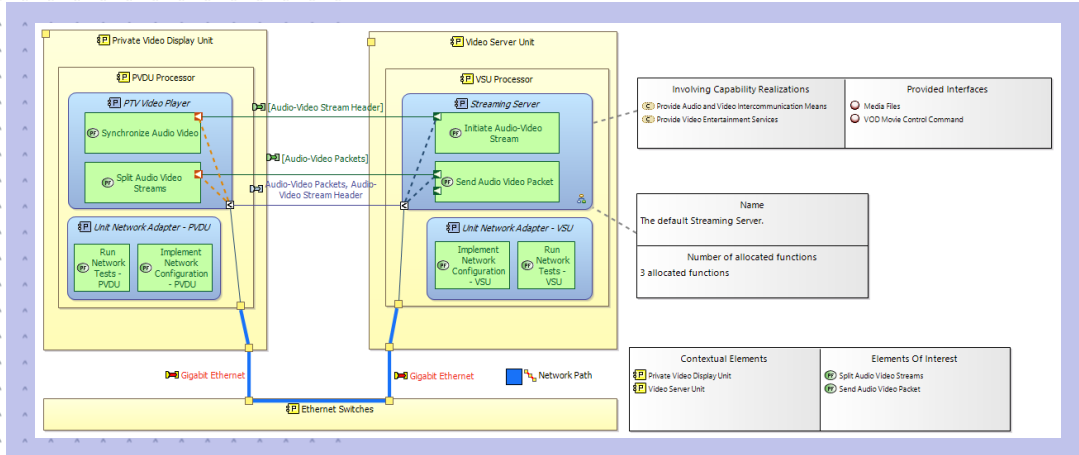 Private Video Display Unit
PVDU Processor
PTV Video Player
Synchronize Audio Video
Split Audio Video
Streams
Unit Network Adapter - PVDU
Run
Network
Tests -
PVDU
Implement
Network
Configuration
- PVDU
[Audio-Video Stream Header]
[Audio-Video Packets]
Audio-Video Packets, Audio-
Video Stream Header
Video Server Unit
VSU Processor
Streaming Server
Initiate Audio-Video
Stream
Send Audio Video Packet
Unit Network Adapter - VSU
Implement
Network
Configuration
- VSU
Run
Network
Tests -
VSU
Gigabit Ethernet
Gigabit Ethernet
Network Path
Ethernet Switches
Involving Capability Realizations
Provide Audio and Video Intercommunication Means
Provide Video Entertainment Services
Provided Interfaces
Media Files
VOD Movie Control Command
Name
The default Streaming Server.
Number of allocated functions
3 allocated functions
Contextual Elements
Private Video Display Unit
Video Server Unit
Elements Of Interest
Split Audio Video Streams
Send Audio Video Packet